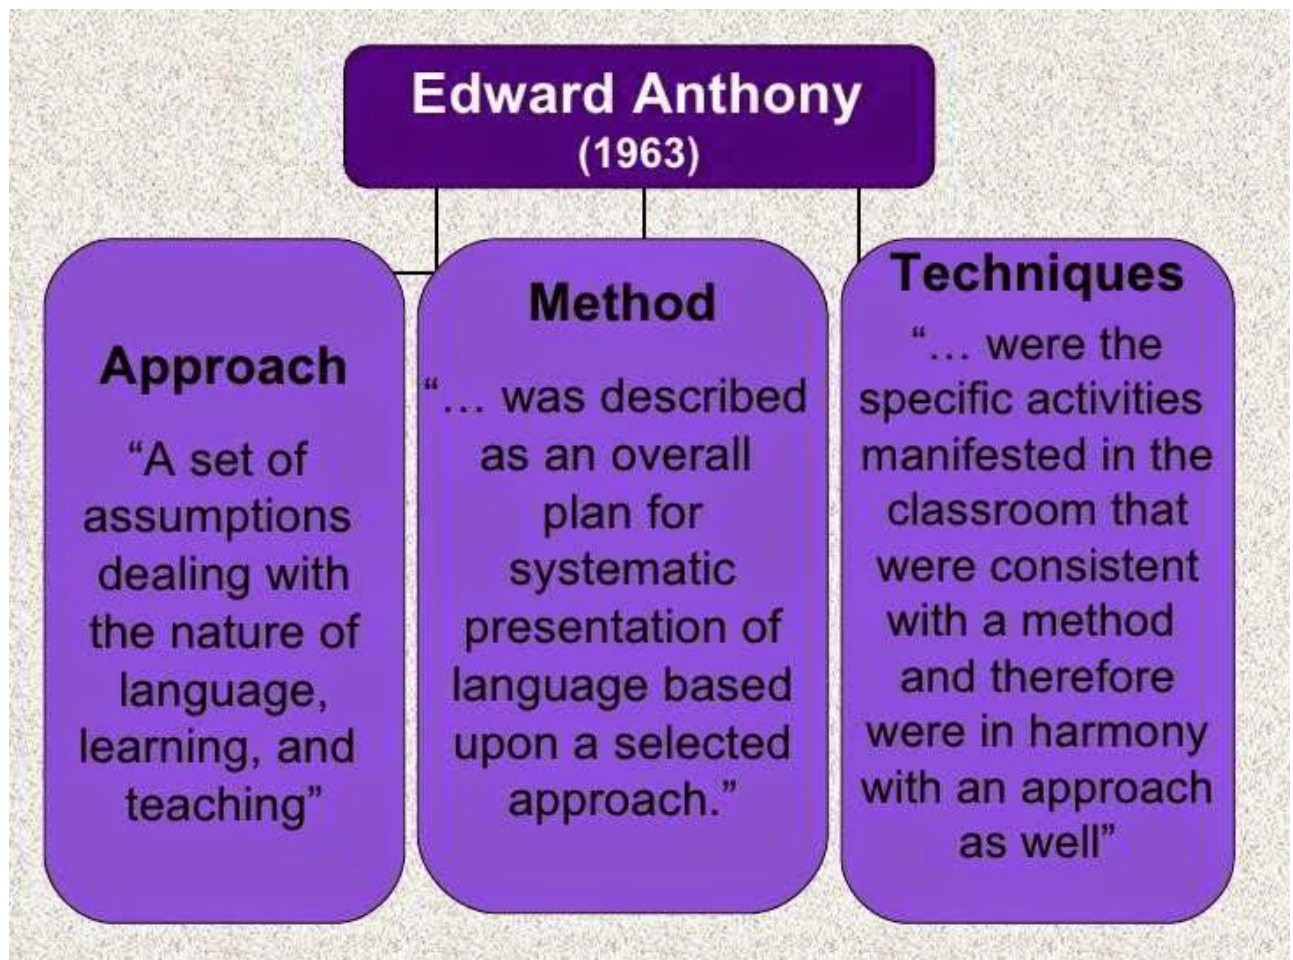 Edward Anthony
(1963)
Approach
“A set of
assumptions
dealing with
the nature of
language,
learning, and
teaching”
Method
“… was described
as an overall
plan for
systematic
presentation of
language based
upon a selected
approach.”
Techniques
“… were the
specific activities
manifested in the
classroom that
were consistent
with a method
and therefore
were in harmony
with an approach
as well”